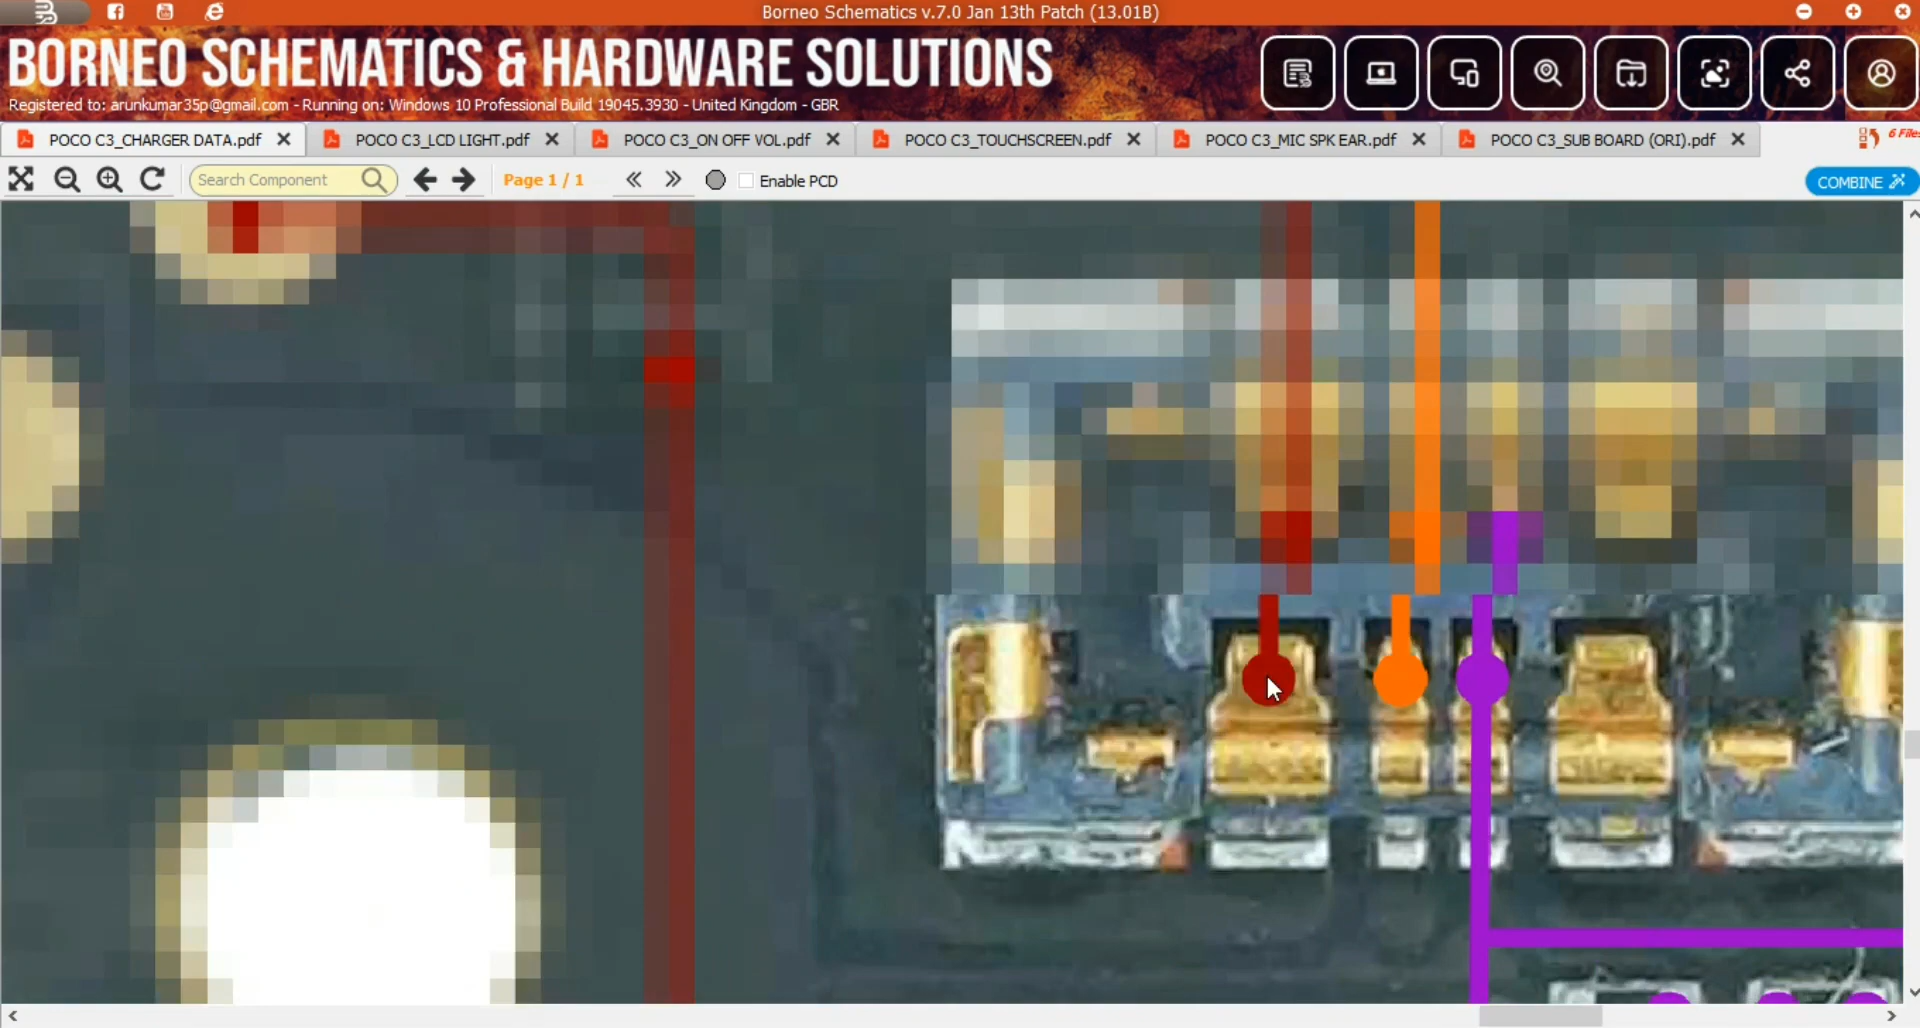 Borneo Schematics v.7.0 Jan 13th Patch (13.01B)
BORNEO SCHEMATICS & HARDWARE SOLUTIONS
Registered to: arunkumar35p@gmail.com - Running on: Windows 10 Professional Build 19045.3930 - United Kingdom - GBR
POCO C3_CHARGER DATA.pdf POCO C3_LCD LIGHT.pdf POCO C3_ON OFF VOL.pdf POCO C3_TOUCHSCREEN.pdf POCO C3_MIC SPK EAR.pdf POCO C3_SUB BOARD (ORI).pdf 6 Files
Search Component Page 1 / 1 Enable PCD COMBINE